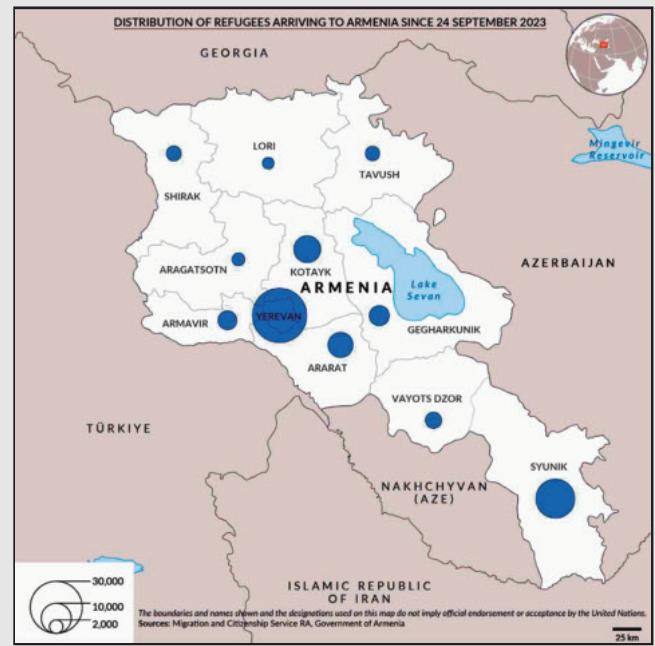 DISTRIBUTION OF REFUGEES ARRIVING TO ARMENIA SINCE 24 SEPTEMBER 2023
GEORGIA
Mingevir
Reservoir
LORI
TAVUSH
SHIRAK
AZERBAIJAN
ARAGATSOTN
KOTAYK
ARMENIA
Lake
Sevan
ARMAVIR
YEREVAN
GEGHARKUNIK
ARARAT
VAYOTS DZOR
TÜRKIYE
SYUNIK
NAKHCHYVAN
(AZE)
ISLAMIC REPUBLIC
OF IRAN
30,000
10,000
2,000
The boundaries and names shown and the designations used on this map do not imply official endorsement or acceptance by the United Nations.
Sources: Migration and Citizenship Service RA, Government of Armenia
25 km